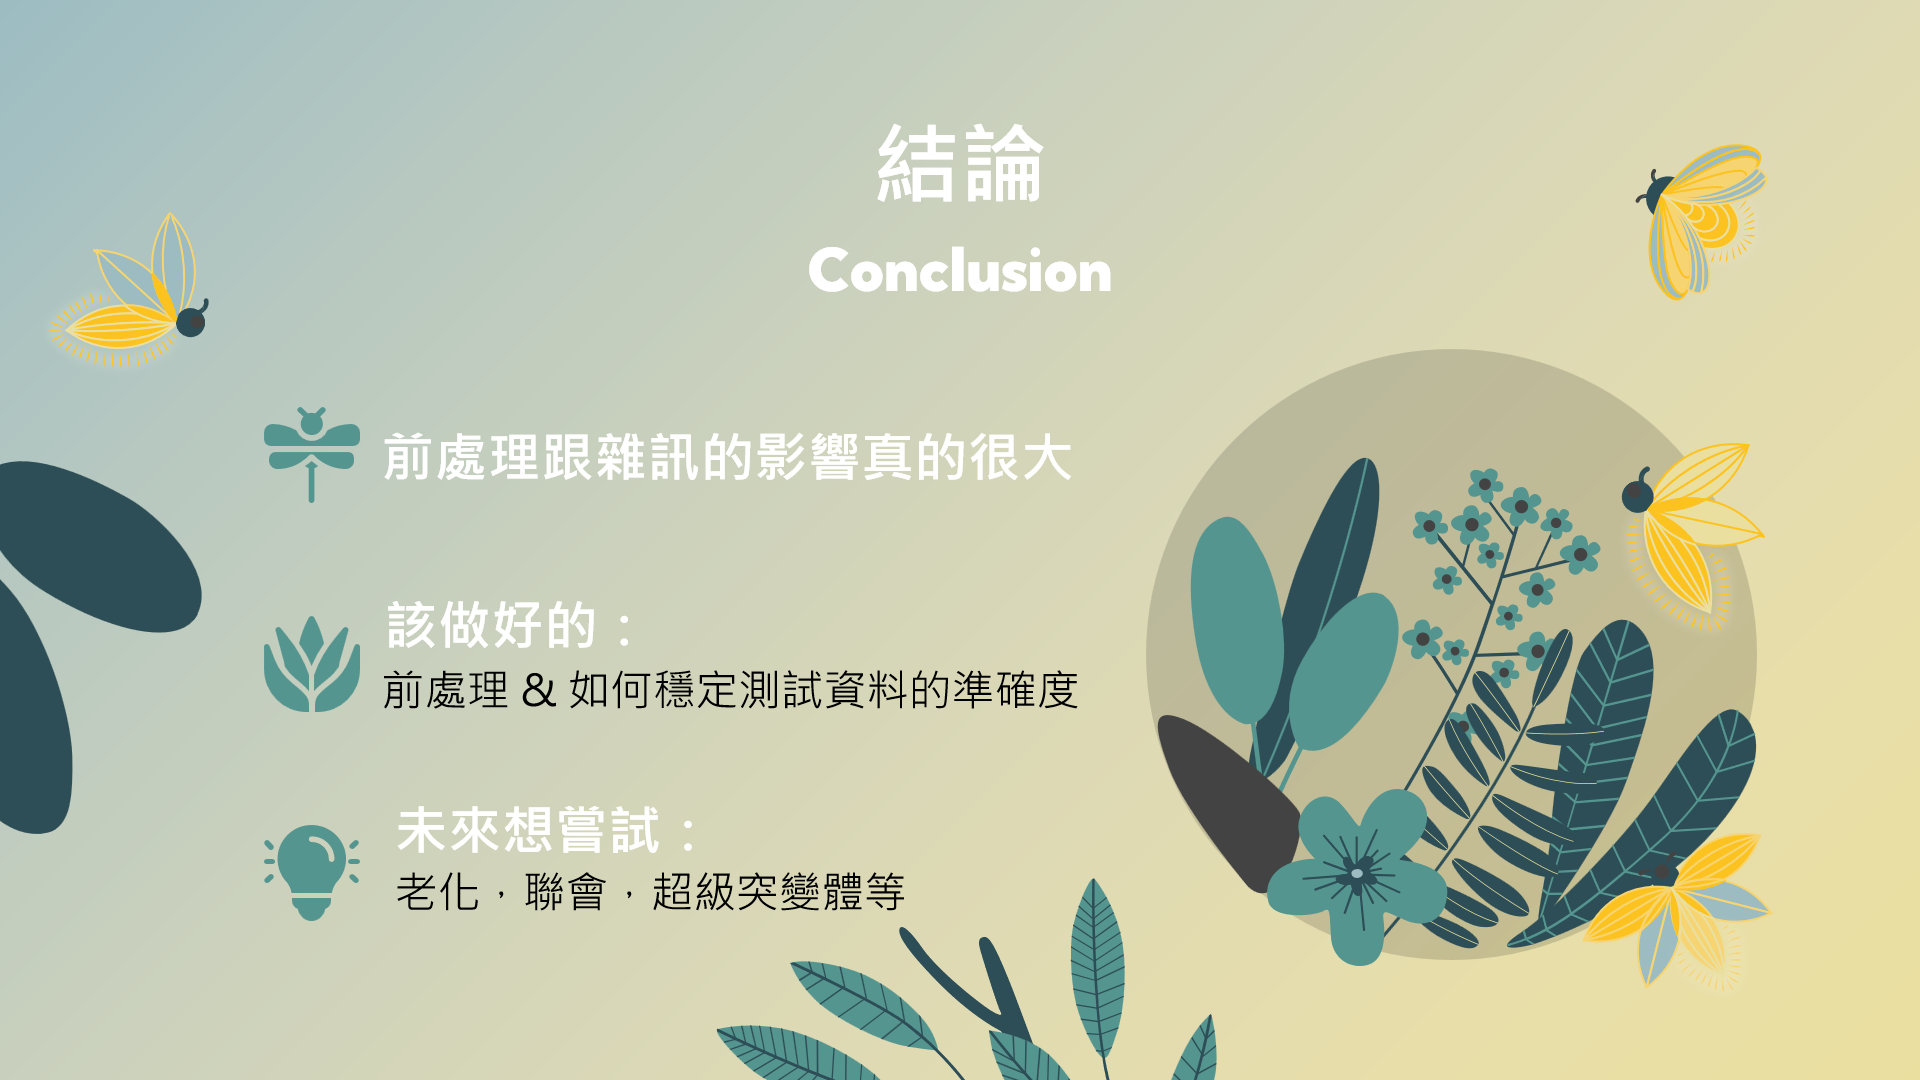 結論
Conclusion
前處理跟雜訊的影響真的很大
該做好的：
前處理 & 如何穩定測試資料的準確度
未來想嘗試：
老化，聯會，超級突變體等